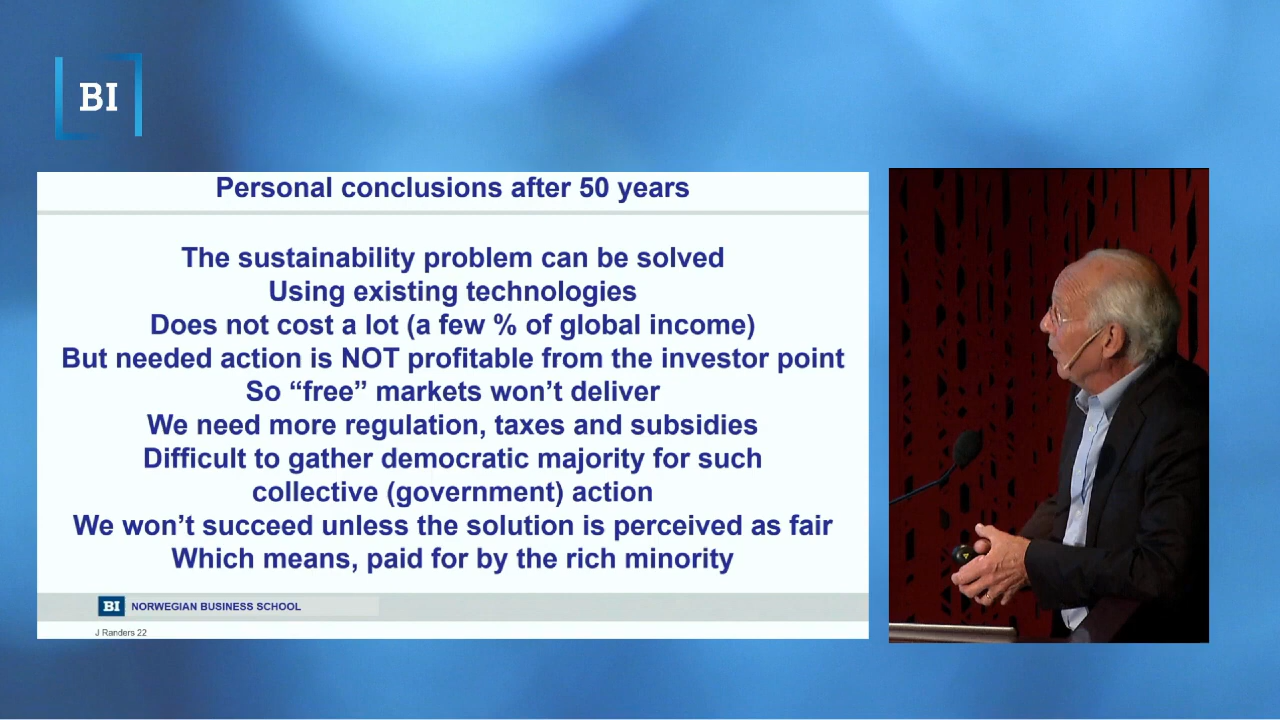 BI
Personal conclusions after 50 years
The sustainability problem can be solved
Using existing technologies
Does not cost a lot (a few % of global income)
But needed action is NOT profitable from the investor point
So “free” markets won’t deliver
We need more regulation, taxes and subsidies
Difficult to gather democratic majority for such
collective (government) action
We won’t succeed unless the solution is perceived as fair
Which means, paid for by the rich minority
BI NORWEGIAN BUSINESS SCHOOL
J Randers 22